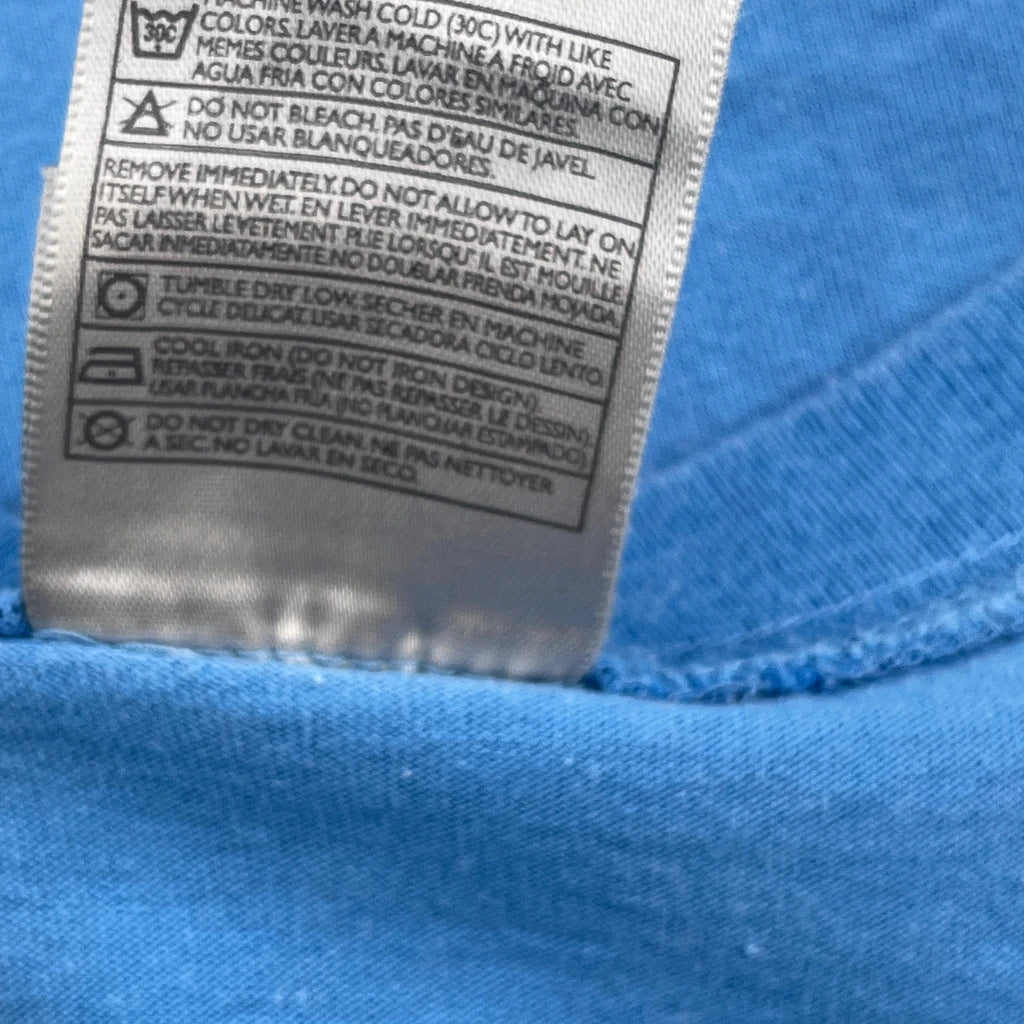 30C
MACHINE WASH COLD (30C) WITH LIKE
COLORS. LAVER A MACHINE A FROID AVEC
MEMES COULEURS. LAVAR EN MAQUINA CON
AGUA FRIA CON COLORES SIMILARES.
DO NOT BLEACH. PAS D'EAU DE JAVEL
NO USAR BLANQUEADORES.
REMOVE IMMEDIATELY. DO NOT ALLOW TO LAY ON
ITSELF WHEN WET. EN LEVER IMMEDIATEMENT. NE
PAS LAISSER LE VETEMENT PLIE LORSQU' IL EST MOUILLE
SACAR INMEDIATAMENTE. NO DOUBLAR PRENDA MOJADA.
TUMBLE DRY LOW. SECHER EN MACHINE
CYCLE DELICAT. USAR SECADORA CICLO LENTO.
COOL IRON (DO NOT IRON DESIGN).
REPASSER FRAIS (NE PAS REPASSER LE DESSIN).
USAR PLANCHA FRIA (NO PLANCHAR ESTAMPADO).
DO NOT DRY CLEAN. NE PAS NETTOYER
A SEC. NO LAVAR EN SECO.